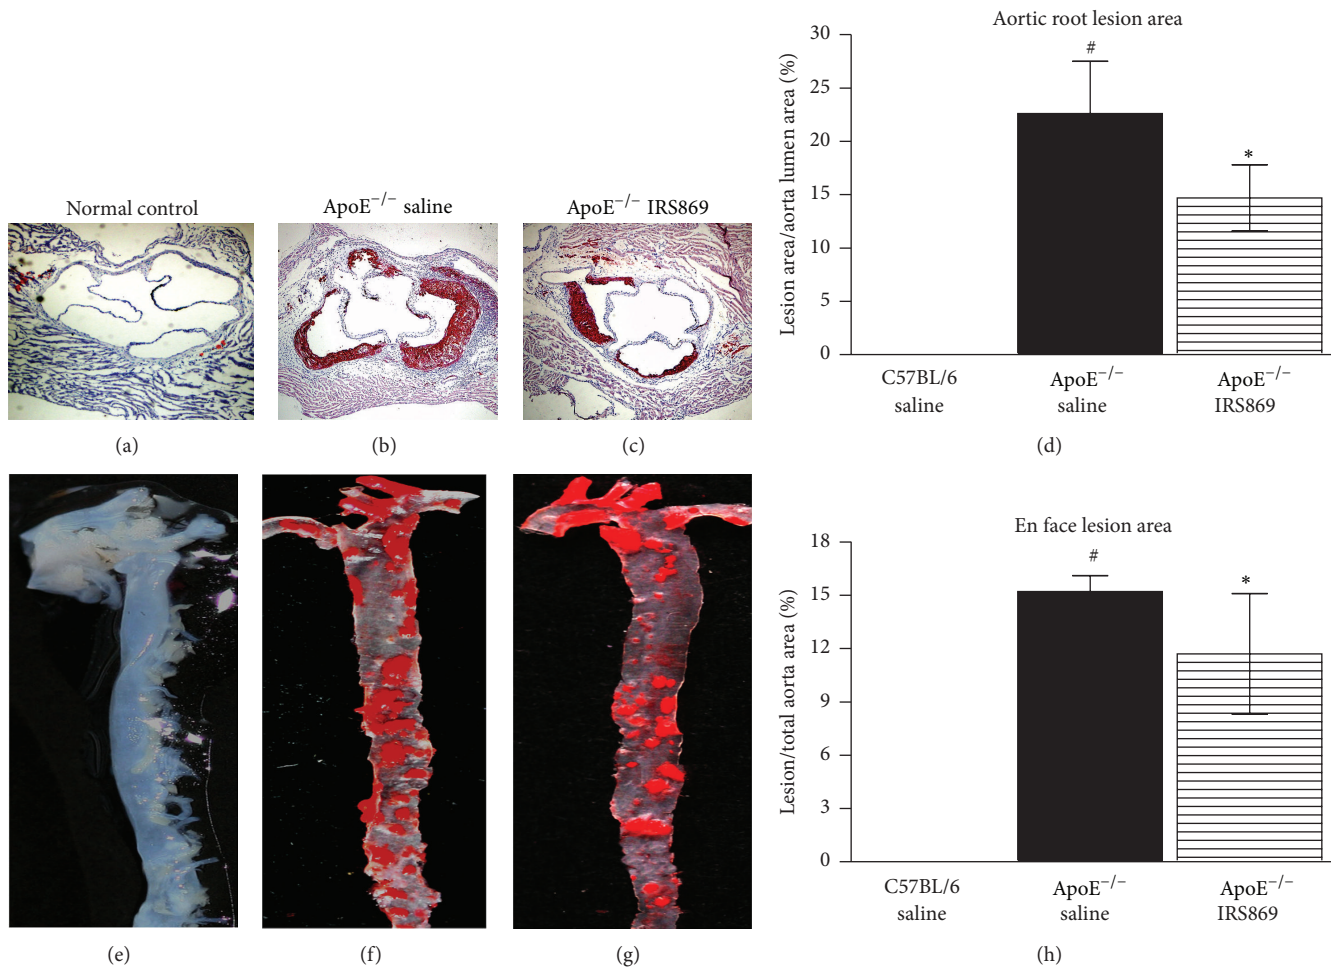 Normal control
ApoE−/− saline
ApoE−/− IRS869
(a)
(b)
(c)
Aortic root lesion area
Lesion area/aorta lumen area (%)
30
25
20
15
10
5
0
#
*
C57BL/6
saline
ApoE−/−
saline
ApoE−/−
IRS869
(d)
(e)
(f)
(g)
En face lesion area
Lesion/total aorta area (%)
18
15
12
9
6
3
0
#
*
C57BL/6
saline
ApoE−/−
saline
ApoE−/−
IRS869
(h)